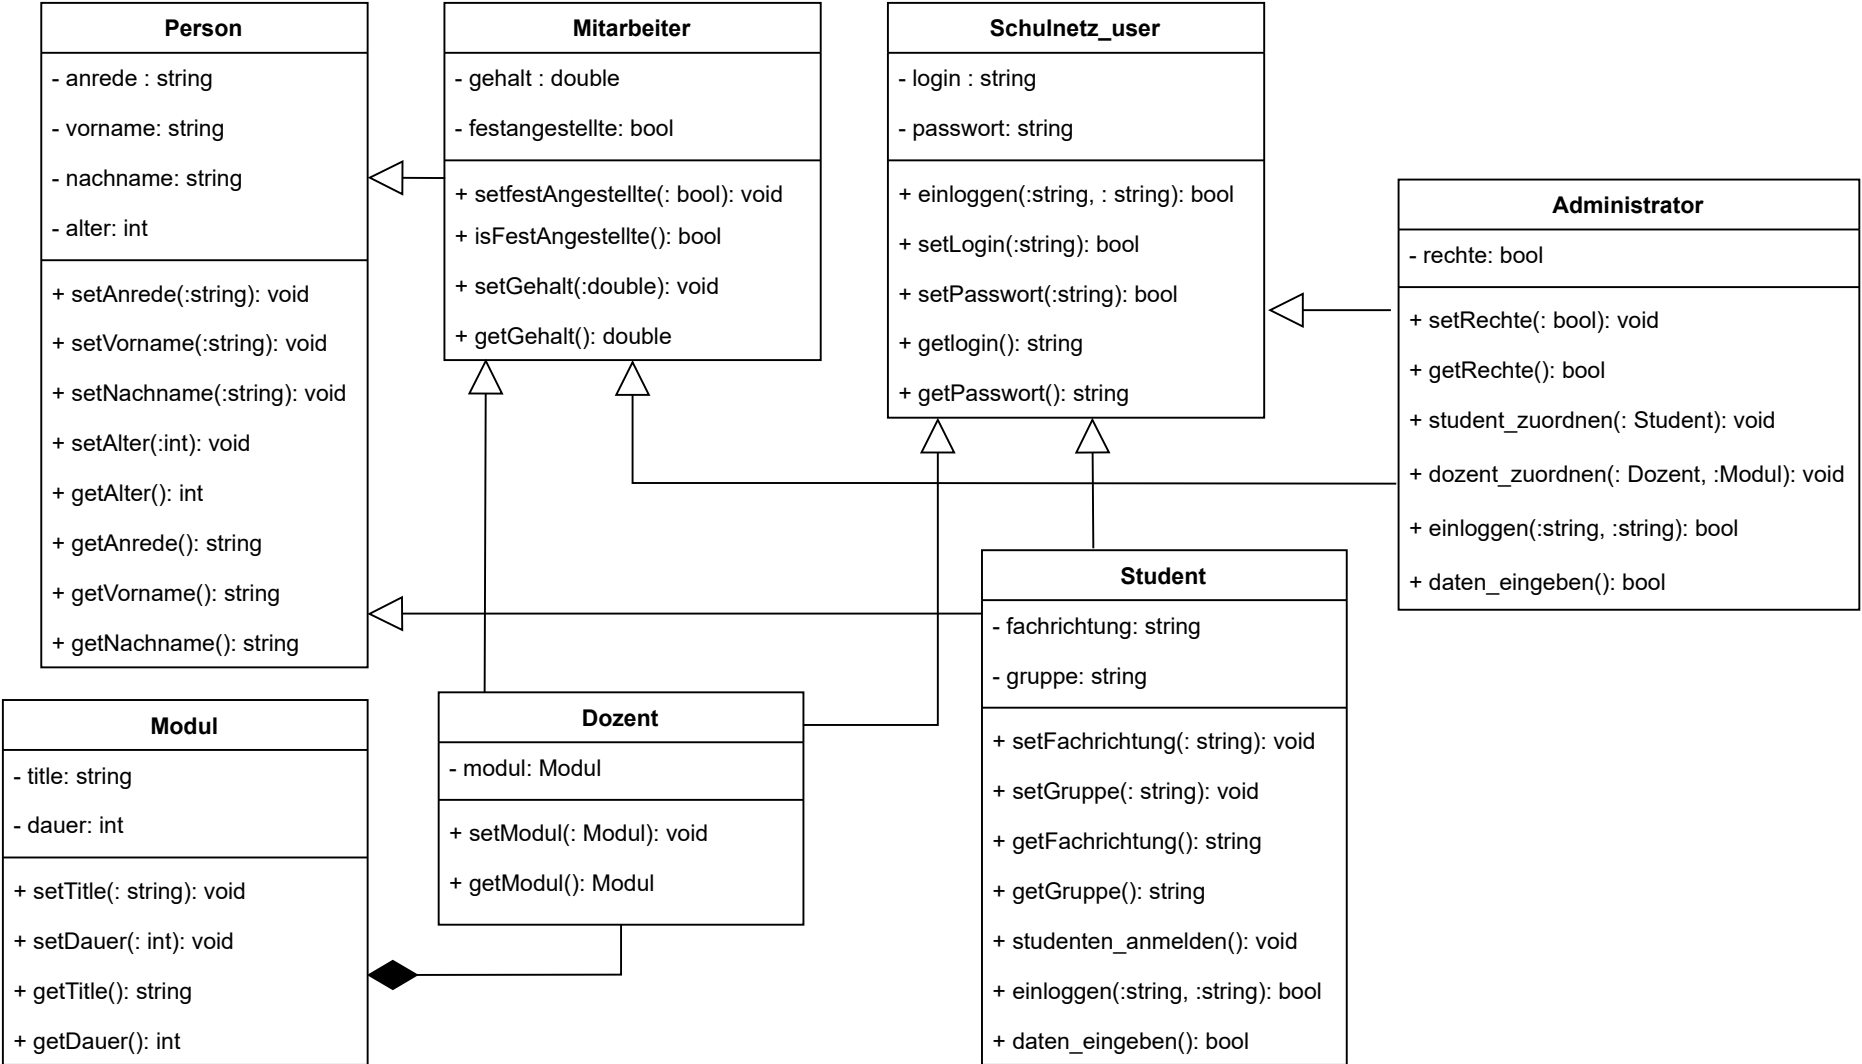 Person
- anrede : string
- vorname: string
- nachname: string
- alter: int
+ setAnrede(:string): void
+ setVorname(:string): void
+ setNachname(:string): void
+ setAlter(:int): void
+ getAlter(): int
+ getAnrede(): string
+ getVorname(): string
+ getNachname(): string
Mitarbeiter
- gehalt : double
- festangestellte: bool
+ setfestAngestellte(: bool): void
+ isFestAngestellte(): bool
+ setGehalt(:double): void
+ getGehalt(): double
Schulnetz_user
- login : string
- passwort: string
+ einloggen(:string, : string): bool
+ setLogin(:string): bool
+ setPasswort(:string): bool
+ getlogin(): string
+ getPasswort(): string
Administrator
- rechte: bool
+ setRechte(: bool): void
+ getRechte(): bool
+ student_zuordnen(: Student): void
+ dozent_zuordnen(: Dozent, :Modul): void
+ einloggen(:string, :string): bool
+ daten_eingeben(): bool
Modul
- title: string
- dauer: int
+ setTitle(: string): void
+ setDauer(: int): void
+ getTitle(): string
+ getDauer(): int
Dozent
- modul: Modul
+ setModul(: Modul): void
+ getModul(): Modul
Student
- fachrichtung: string
- gruppe: string
+ setFachrichtung(: string): void
+ setGruppe(: string): void
+ getFachrichtung(): string
+ getGruppe(): string
+ studenten_anmelden(): void
+ einloggen(:string, :string): bool
+ daten_eingeben(): bool